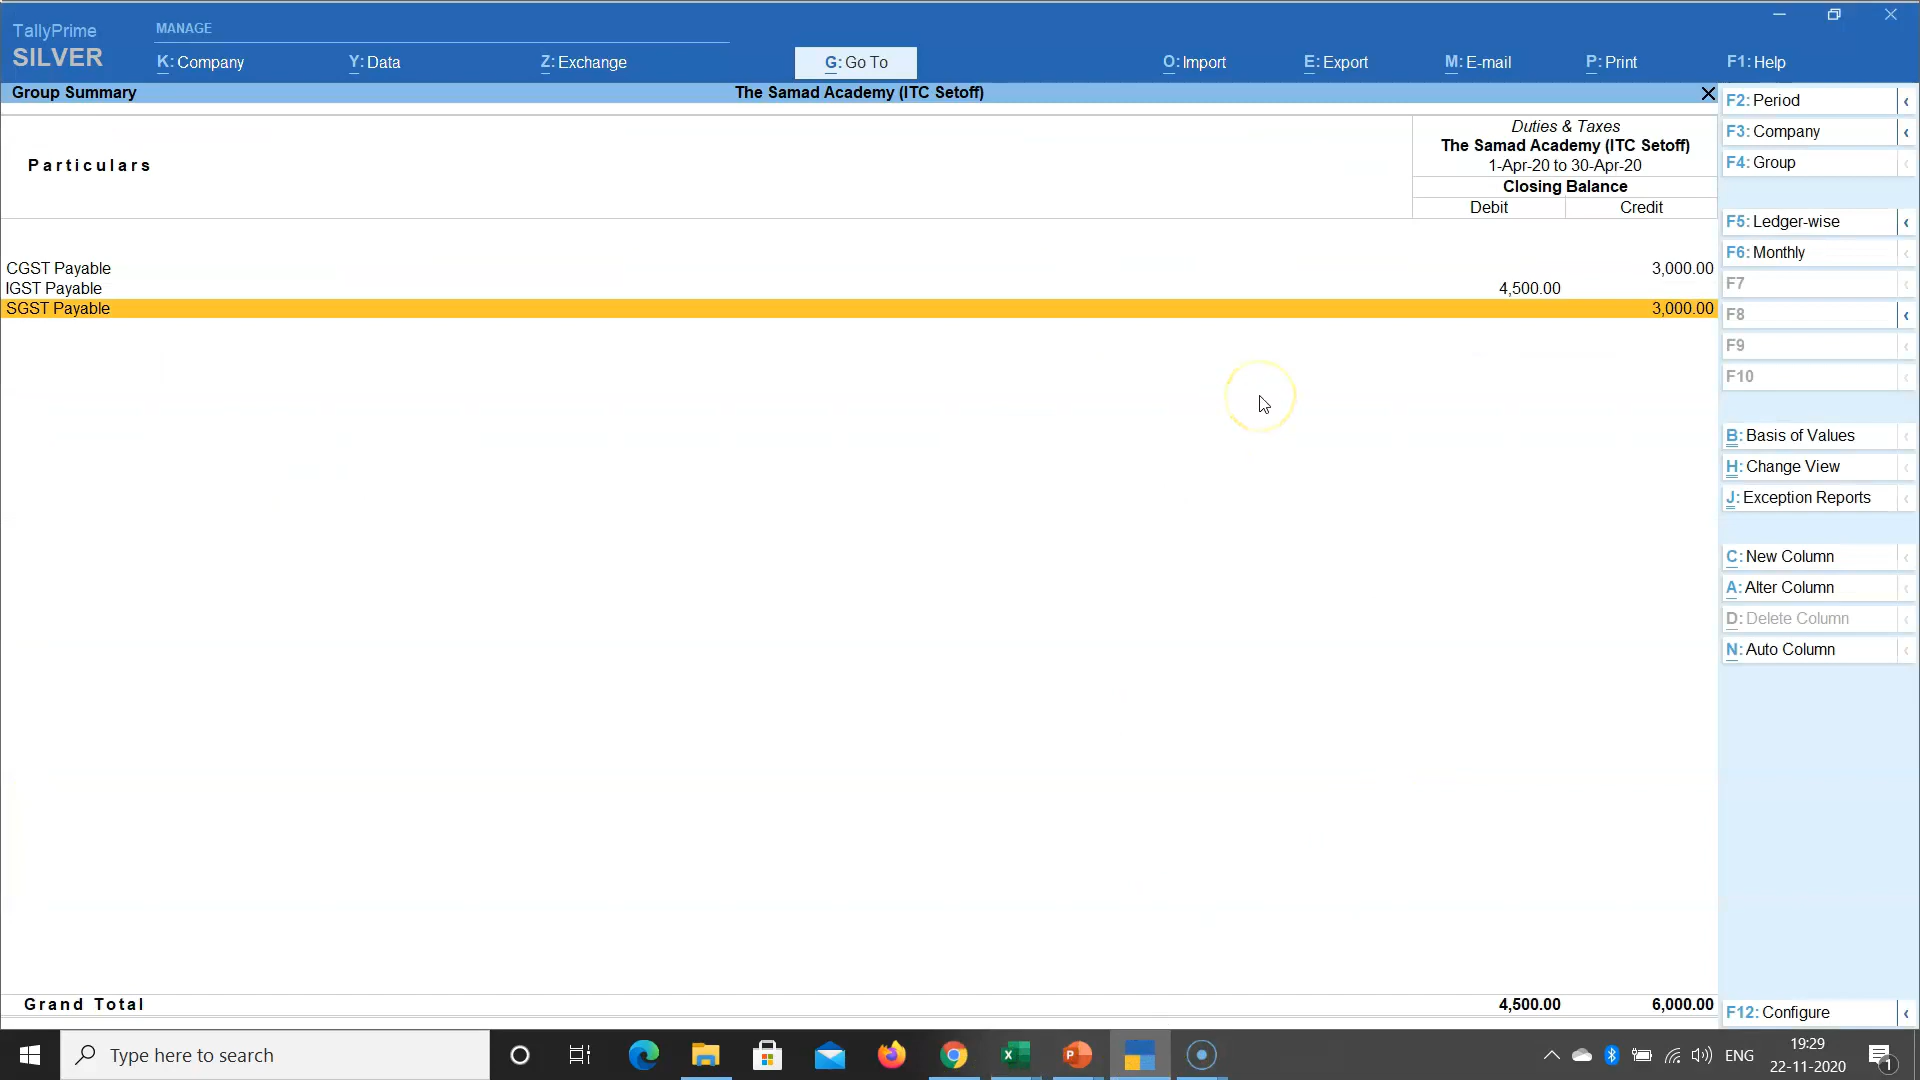 TallyPrime
SILVER
MANAGE
K: Company
Y: Data
Z: Exchange
G: Go To
O: Import
E: Export
M: E-mail
P: Print
F1: Help
Group Summary
The Samad Academy (ITC Setoff)
Particulars
Duties & Taxes
The Samad Academy (ITC Setoff)
1-Apr-20 to 30-Apr-20
Closing Balance
Debit Credit
CGST Payable 3,000.00
IGST Payable 4,500.00
SGST Payable 3,000.00
Grand Total 4,500.00 6,000.00
F2: Period
F3: Company
F4: Group
F5: Ledger-wise
F6: Monthly
F7
F8
F9
F10
B: Basis of Values
H: Change View
J: Exception Reports
C: New Column
A: Alter Column
D: Delete Column
N: Auto Column
F12: Configure
Type here to search
ENG
19:29
22-11-2020
1